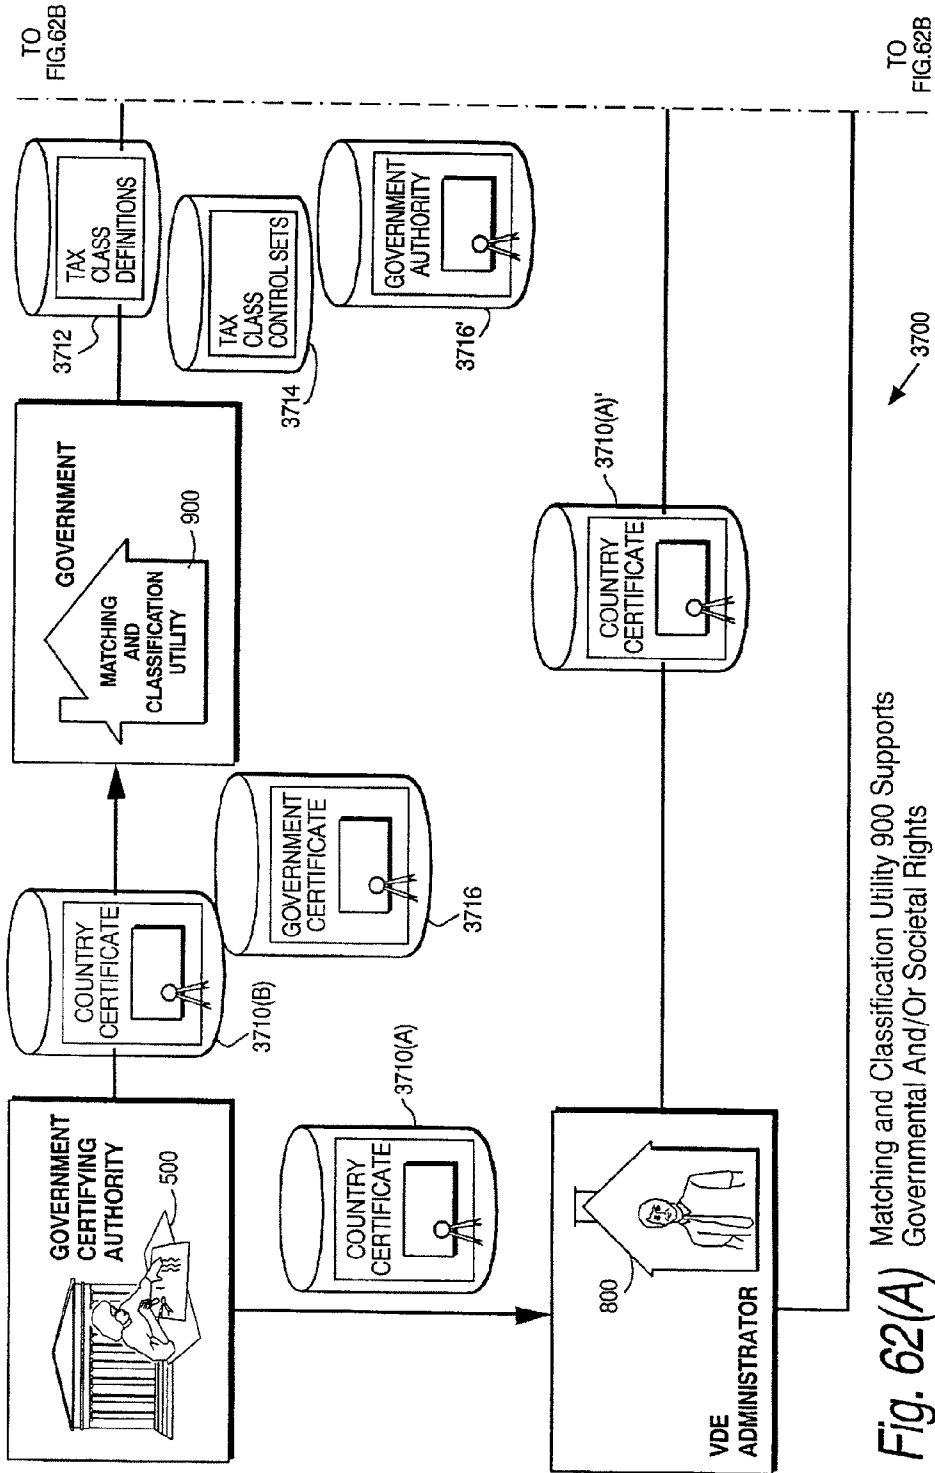 GOVERNMENT
CERTIFYING
AUTHORITY
500
COUNTRY
CERTIFICATE
3710(B)
GOVERNMENT
CERTIFICATE
3716
GOVERNMENT
MATCHING
AND
CLASSIFICATION
UTILITY
900
TAX
CLASS
DEFINITIONS
3712
TAX
CLASS
CONTROL SETS
3714
GOVERNMENT
AUTHORITY
3716'
TO
FIG.62B
COUNTRY
CERTIFICATE
3710(A)
800
VDE
ADMINISTRATOR
COUNTRY
CERTIFICATE
3710(A)'
3700
TO
FIG.62B
Fig. 62(A) Matching and Classification Utility 900 Supports
Governmental And/Or Societal Rights